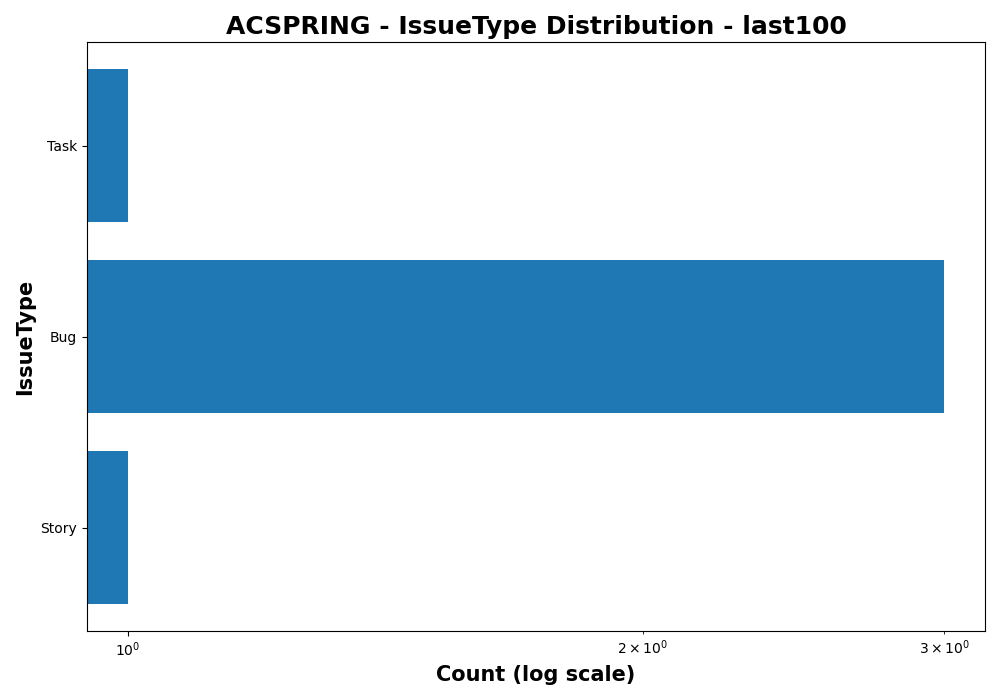 ACSPRING - IssueType Distribution - last100
IssueType
Task
Bug
Story
10⁰
2 × 10⁰
3 × 10⁰
Count (log scale)